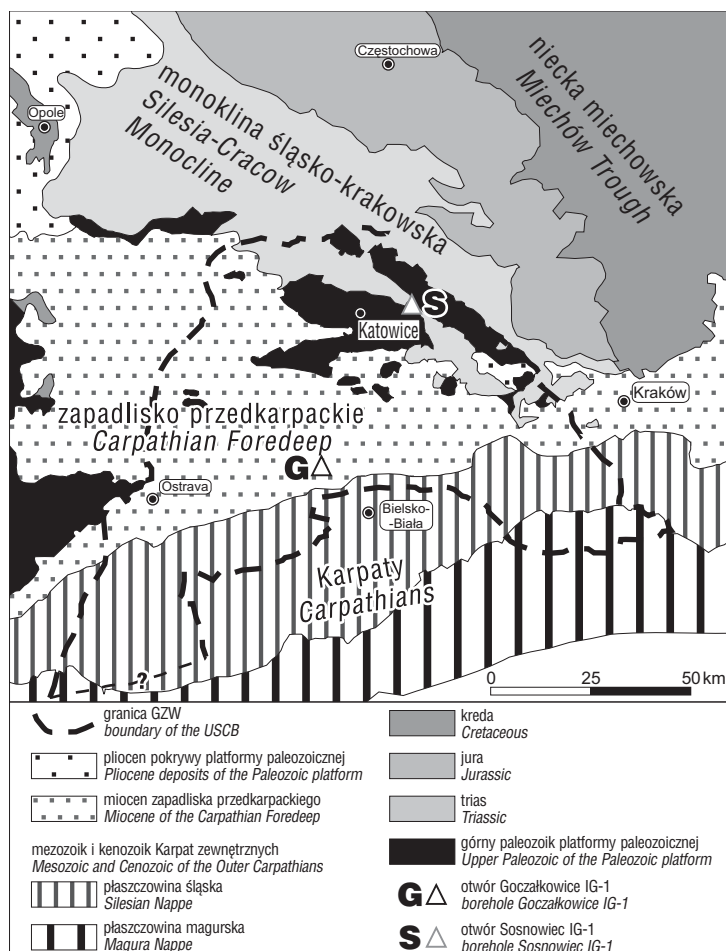 Częstochowa
niecka miechowska
Miechów Trough
monoklina śląsko-krakowska
Silesia-Cracow
Monocline
Opole
S
Katowice
Kraków
zapadlisko przedkarpackie
Carpathian Foredeep
G
Ostrava
Bielsko-
-Biała
Karpaty
Carpathians
?
0 25 50 km
granica GZW
boundary of the USCB
pliocen pokrywy platformy paleozoicznej
Pliocene deposits of the Paleozoic platform
miocen zapadliska przedkarpackiego
Miocene of the Carpathian Foredeep
mezozoik i kenozoik Karpat zewnętrznych
Mesozoic and Cenozoic of the Outer Carpathians
płaszczowina śląska
Silesian Nappe
płaszczowina magurska
Magura Nappe
kreda
Cretaceous
jura
Jurassic
trias
Triassic
górny paleozoik platformy paleozoicznej
Upper Paleozoic of the Paleozoic platform
G otwór Goczałkowice IG-1
borehole Goczałkowice IG-1
S otwór Sosnowiec IG-1
borehole Sosnowiec IG-1